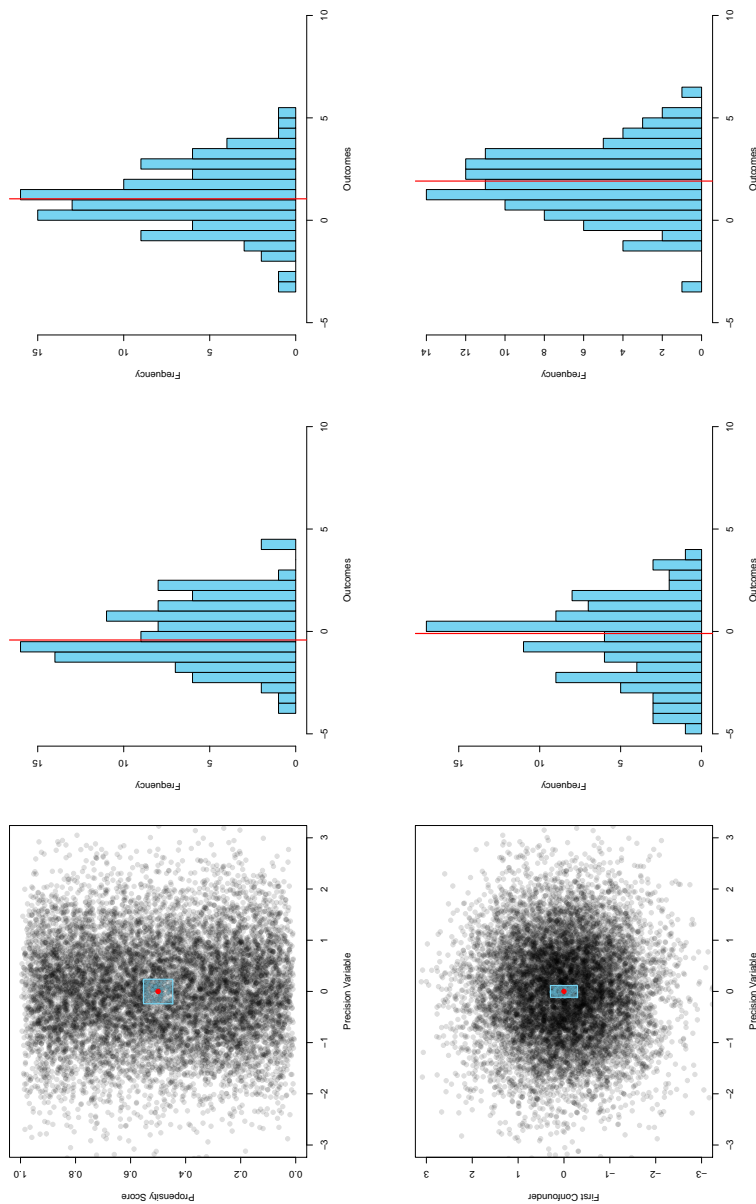 Propensity Score
0.0 0.2 0.4 0.6 0.8 1.0
-3 -2 -1 0 1 2 3
Precision Variable
Frequency
0 5 10 15
-5 0 5 10
Outcomes
Frequency
0 5 10 15
-5 0 5 10
Outcomes
First Confounder
-3 -2 -1 0 1 2 3
-3 -2 -1 0 1 2 3
Precision Variable
Frequency
0 5 10 15
-5 0 5 10
Outcomes
Frequency
0 2 4 6 8 10 12 14
-5 0 5 10
Outcomes